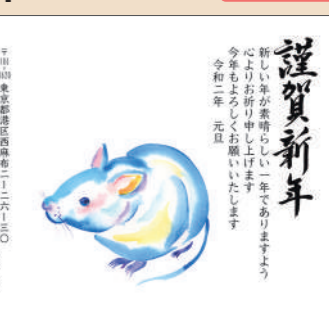 謹賀新年
新しい年が素晴らしい一年でありますよう
心よりお祈り申し上げます
今年もよろしくお願いいたします
令和二年　元旦
東京都港区西麻布二ー二六ー三〇